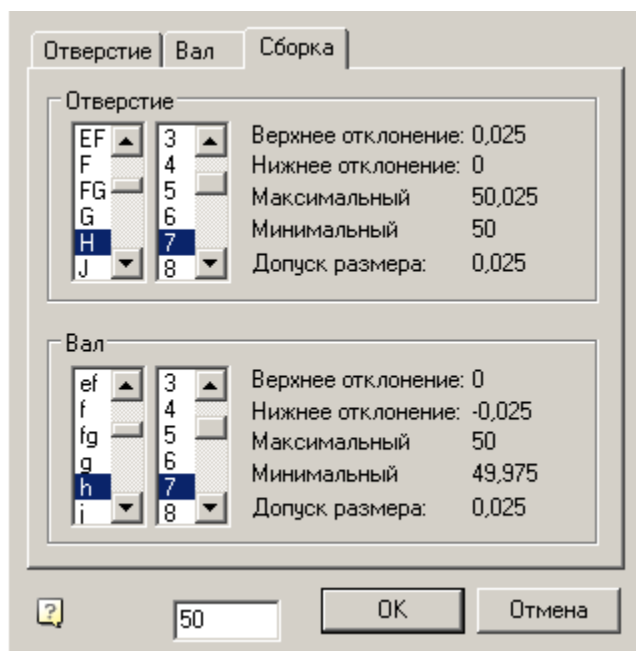 Отверстие Вал Сборка
Отверстие
EF 3 Верхнее отклонение: 0,025
F 4 Нижнее отклонение: 0
FG 5 Максимальный 50,025
G 6 Минимальный 50
H 7 Допуск размера: 0,025
J 8
Вал
ef 3 Верхнее отклонение: 0
f 4 Нижнее отклонение: -0,025
fg 5 Максимальный 50
g 6 Минимальный 49,975
h 7 Допуск размера: 0,025
j 8
50 OK Отмена